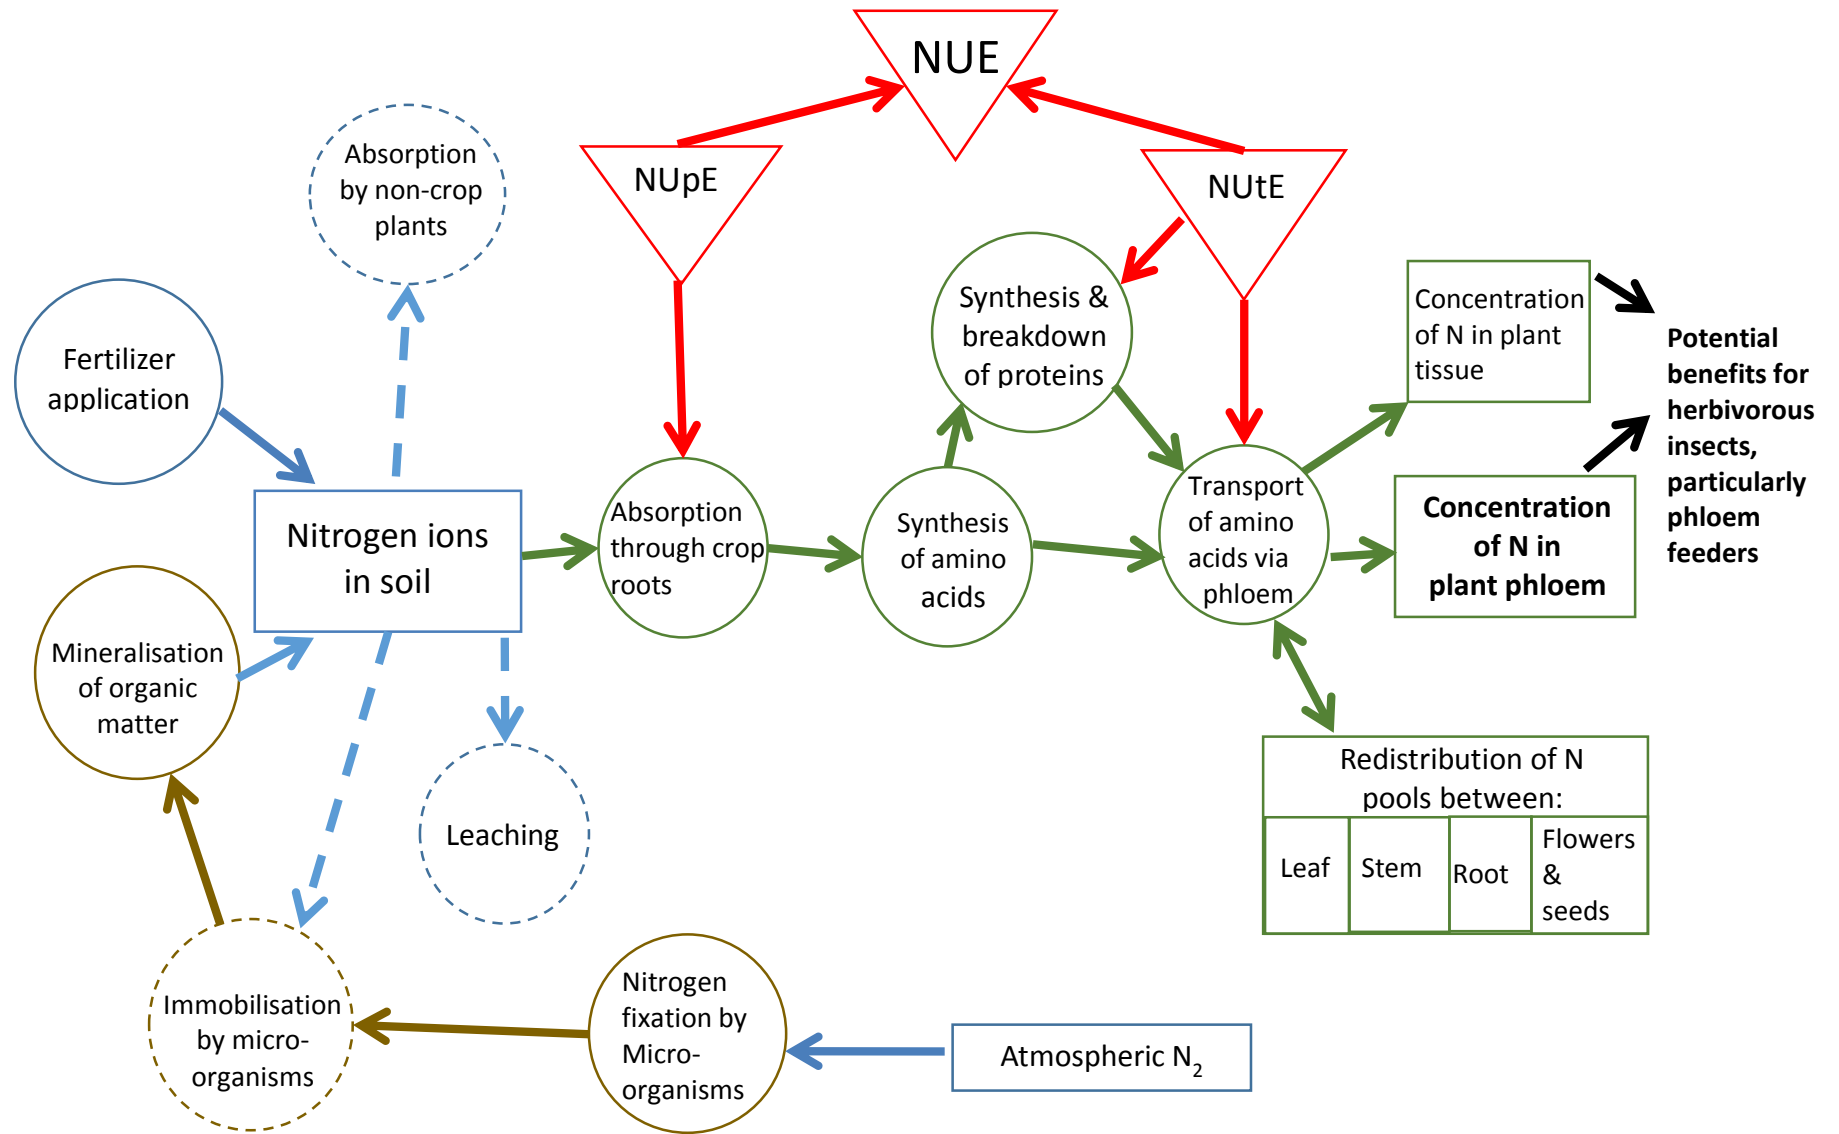 NUE
NUpE
NUtE
Absorption
by non-crop
plants
Fertilizer
application
Nitrogen ions
in soil
Mineralisation
of organic
matter
Leaching
Immobilisation
by micro-
organisms
Nitrogen
fixation by
Micro-
organisms
Atmospheric N₂
Absorption
through crop
roots
Synthesis
of amino
acids
Synthesis &
breakdown
of proteins
Transport
of amino
acids via
phloem
Concentration
of N in plant
tissue
Concentration
of N in
plant phloem
Potential
benefits for
herbivorous
insects,
particularly
phloem
feeders
Redistribution of N
pools between:
Leaf
Stem
Root
Flowers
&
seeds